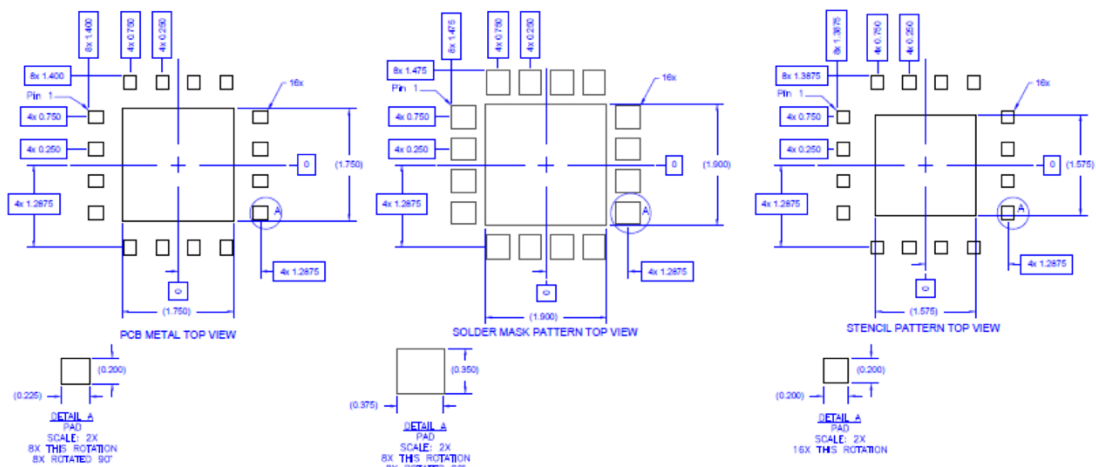 8x 1.400
4x 0.750
4x 0.250
8x 1.400
Pin 1
16x
4x 0.750
4x 0.250
0
(1.750)
4x 1.2875
A
4x 1.2875
0
(1.750)
PCB METAL TOP VIEW
(0.200)
(0.225)
DETAIL A
PAD
SCALE: 2X
8X THIS ROTATION
8X ROTATED 90°
8x 1.475
4x 0.750
4x 0.250
8x 1.475
Pin 1
16x
4x 0.750
4x 0.250
0
(1.900)
4x 1.2875
A
4x 1.2875
0
(1.900)
SOLDER MASK PATTERN TOP VIEW
(0.350)
(0.375)
DETAIL A
PAD
SCALE: 2X
8X THIS ROTATION
8X ROTATED 90°
8x 1.3875
4x 0.750
4x 0.250
8x 1.3875
Pin 1
16x
4x 0.750
4x 0.250
0
(1.575)
4x 1.2875
A
4x 1.2875
0
(1.575)
STENCIL PATTERN TOP VIEW
(0.200)
(0.200)
DETAIL A
PAD
SCALE: 2X
16X THIS ROTATION